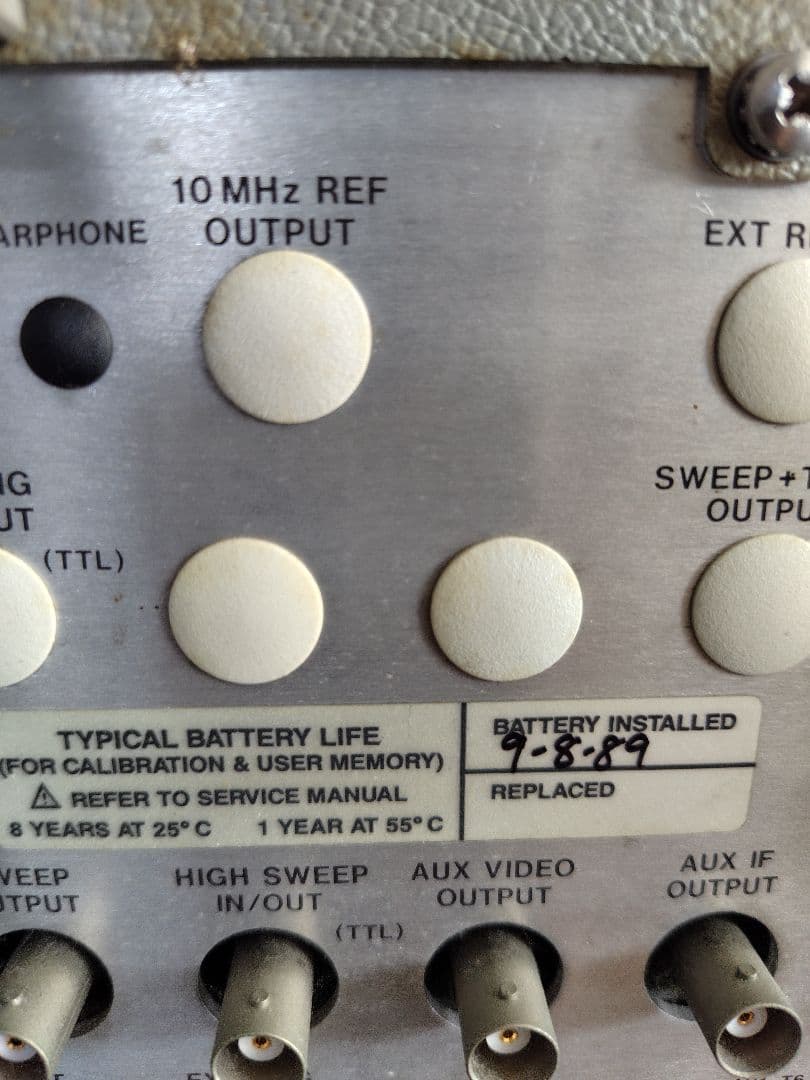 10 MHz REF
OUTPUT
ARPHONE
EXT R
NG
UT
(TTL)
SWEEP + T
OUTPU
TYPICAL BATTERY LIFE
(FOR CALIBRATION & USER MEMORY)
REFER TO SERVICE MANUAL
8 YEARS AT 25°C 1 YEAR AT 55°C
BATTERY INSTALLED
9-8-89
REPLACED
WEEP
UTPUT
HIGH SWEEP
IN/OUT
(TTL)
AUX VIDEO
OUTPUT
AUX IF
OUTPUT